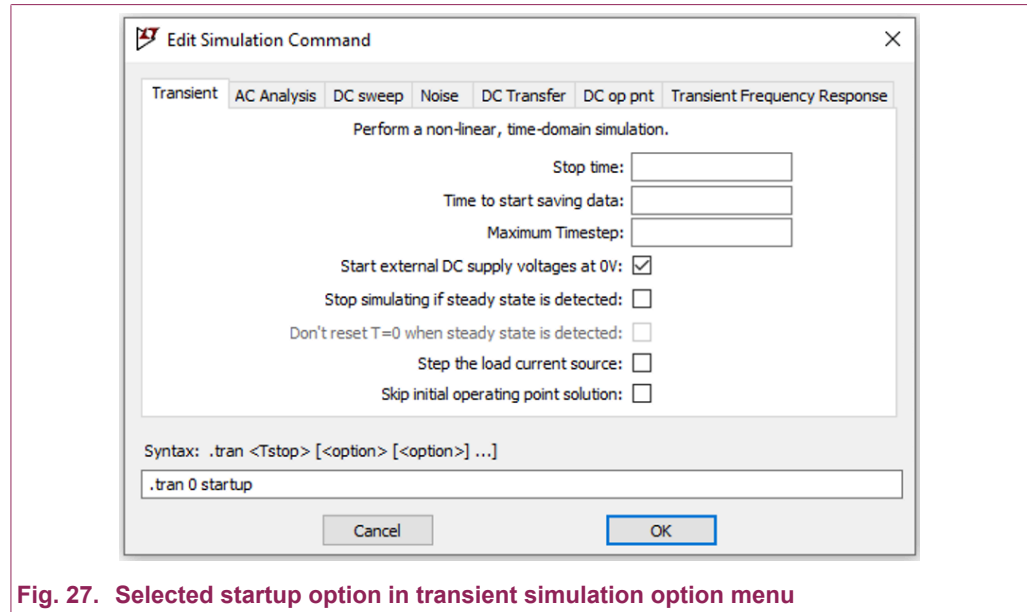 Edit Simulation Command
Transient AC Analysis DC sweep Noise DC Transfer DC op pnt Transient Frequency Response
Perform a non-linear, time-domain simulation.
Stop time:
Time to start saving data:
Maximum Timestep:
Start external DC supply voltages at 0V:
Stop simulating if steady state is detected:
Don't reset T=0 when steady state is detected:
Step the load current source:
Skip initial operating point solution:
Syntax: .tran <Tstop> [<option> [<option>] ...]
.tran 0 startup
Cancel OK
Fig. 27. Selected startup option in transient simulation option menu